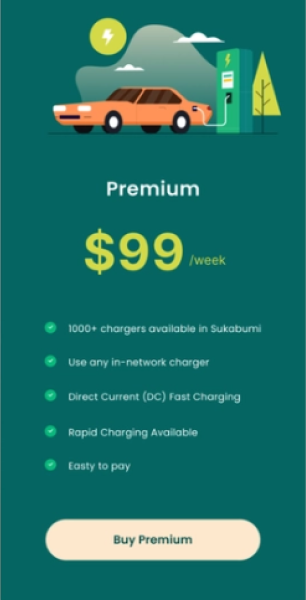 Premium
$99 /week
1000+ chargers available in Sukabumi
Use any in-network charger
Direct Current (DC) Fast Charging
Rapid Charging Available
Easty to pay
Buy Premium